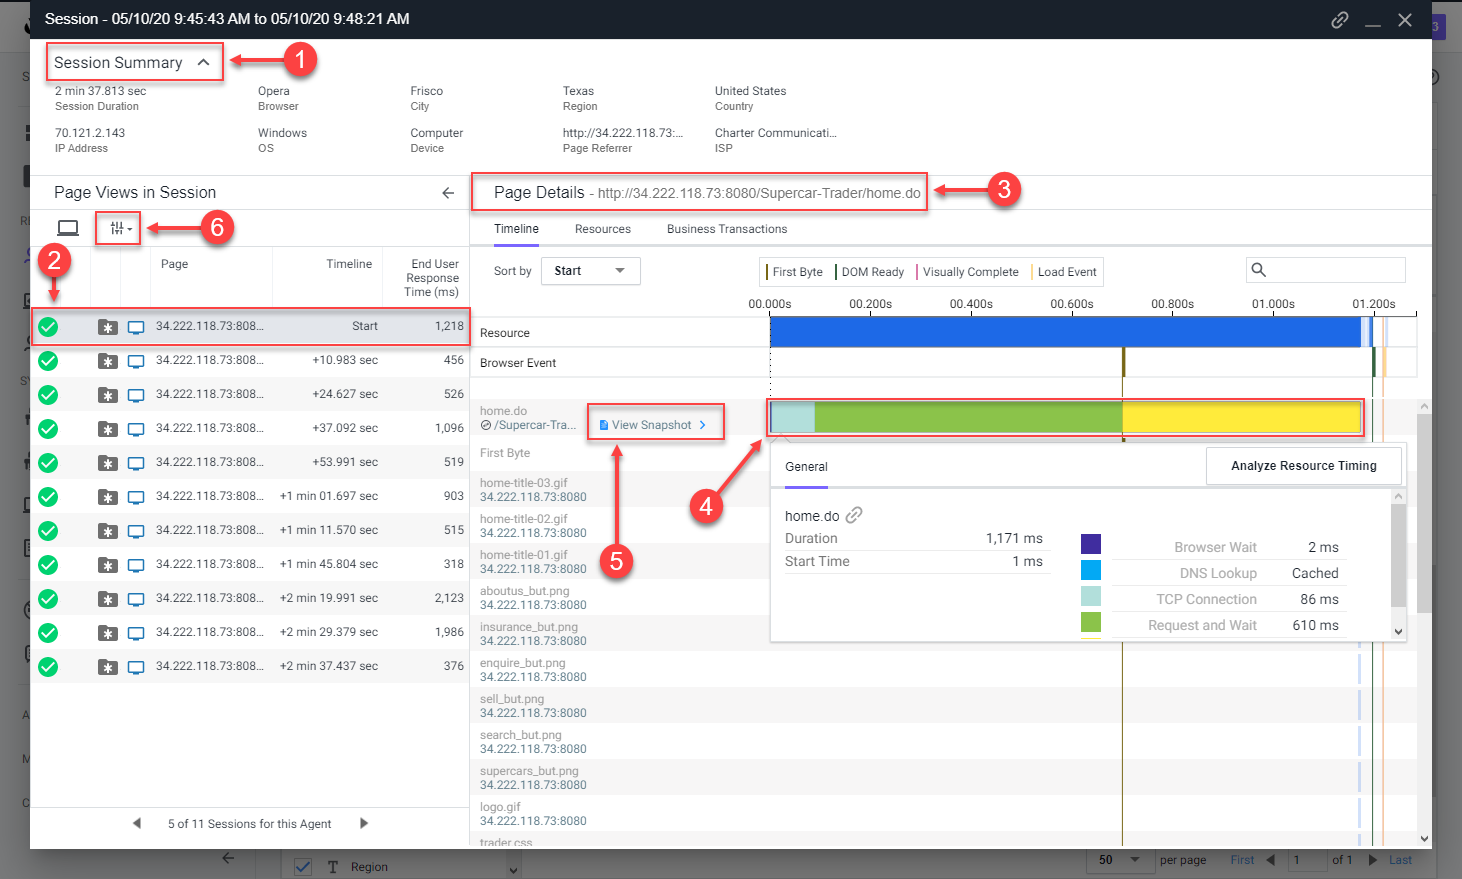 Session - 05/10/20 9:45:43 AM to 05/10/20 9:48:21 AM
3
Session Summary
1
2 min 37.813 sec
Session Duration
Opera
Browser
Frisco
City
Texas
Region
United States
Country
70.121.2.143
IP Address
Windows
OS
Computer
Device
http://34.222.118.73:...
Page Referrer
Charter Communicati...
ISP
Page Views in Session
Page Details - http://34.222.118.73:8080/Supercar-Trader/home.do
3
6
2
Page
Timeline
End User
Response
Time (ms)
34.222.118.73:808... Start 1,218
34.222.118.73:808... +10.983 sec 456
34.222.118.73:808... +24.627 sec 526
34.222.118.73:808... +37.092 sec 1,096
34.222.118.73:808... +53.991 sec 519
34.222.118.73:808... +1 min 01.697 sec 903
34.222.118.73:808... +1 min 11.570 sec 515
34.222.118.73:808... +1 min 45.804 sec 318
34.222.118.73:808... +2 min 19.991 sec 2,123
34.222.118.73:808... +2 min 29.379 sec 1,986
34.222.118.73:808... +2 min 37.437 sec 376
5 of 11 Sessions for this Agent
Timeline Resources Business Transactions
Sort by Start
First Byte DOM Ready Visually Complete Load Event
00.000s 00.200s 00.400s 00.600s 00.800s 01.000s 01.200s
Resource
Browser Event
home.do
/Supercar-Tra...
View Snapshot
First Byte
4
5
home-title-03.gif
34.222.118.73:8080
home-title-02.gif
34.222.118.73:8080
home-title-01.gif
34.222.118.73:8080
aboutus_but.png
34.222.118.73:8080
insurance_but.png
34.222.118.73:8080
enquire_but.png
34.222.118.73:8080
sell_but.png
34.222.118.73:8080
search_but.png
34.222.118.73:8080
supercars_but.png
34.222.118.73:8080
logo.gif
34.222.118.73:8080
trader.css
General
Analyze Resource Timing
home.do
Duration 1,171 ms
Start Time 1 ms
Browser Wait 2 ms
DNS Lookup Cached
TCP Connection 86 ms
Request and Wait 610 ms
T Region
50 per page First 1 of 1 Last